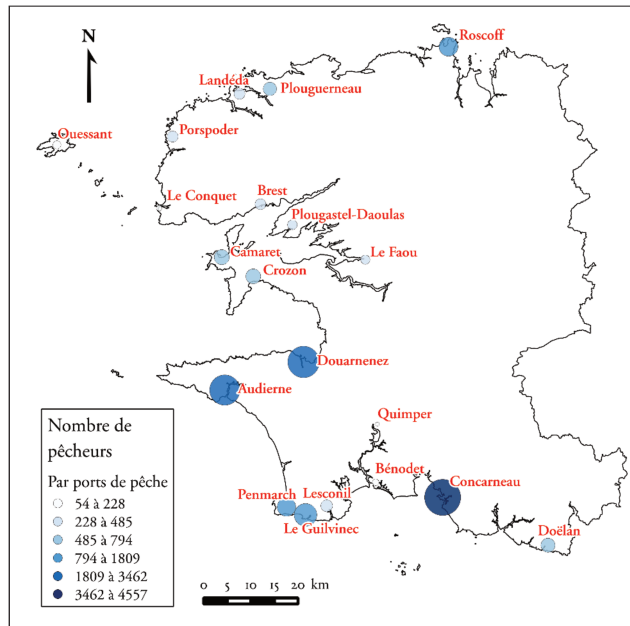 N
Roscoff
Landéda
Plouguerneau
Ouessant
Porspoder
Le Conquet
Brest
Plougastel-Daoulas
Camaret
Le Faou
Crozon
Douarnenez
Audierne
Quimper
Bénodet
Concarneau
Penmarch
Lesconil
Le Guilvinec
Doëlan
Nombre de
pêcheurs
Par ports de pêche
54 à 228
228 à 485
485 à 794
794 à 1809
1809 à 3462
3462 à 4557
0 5 10 15 20 km